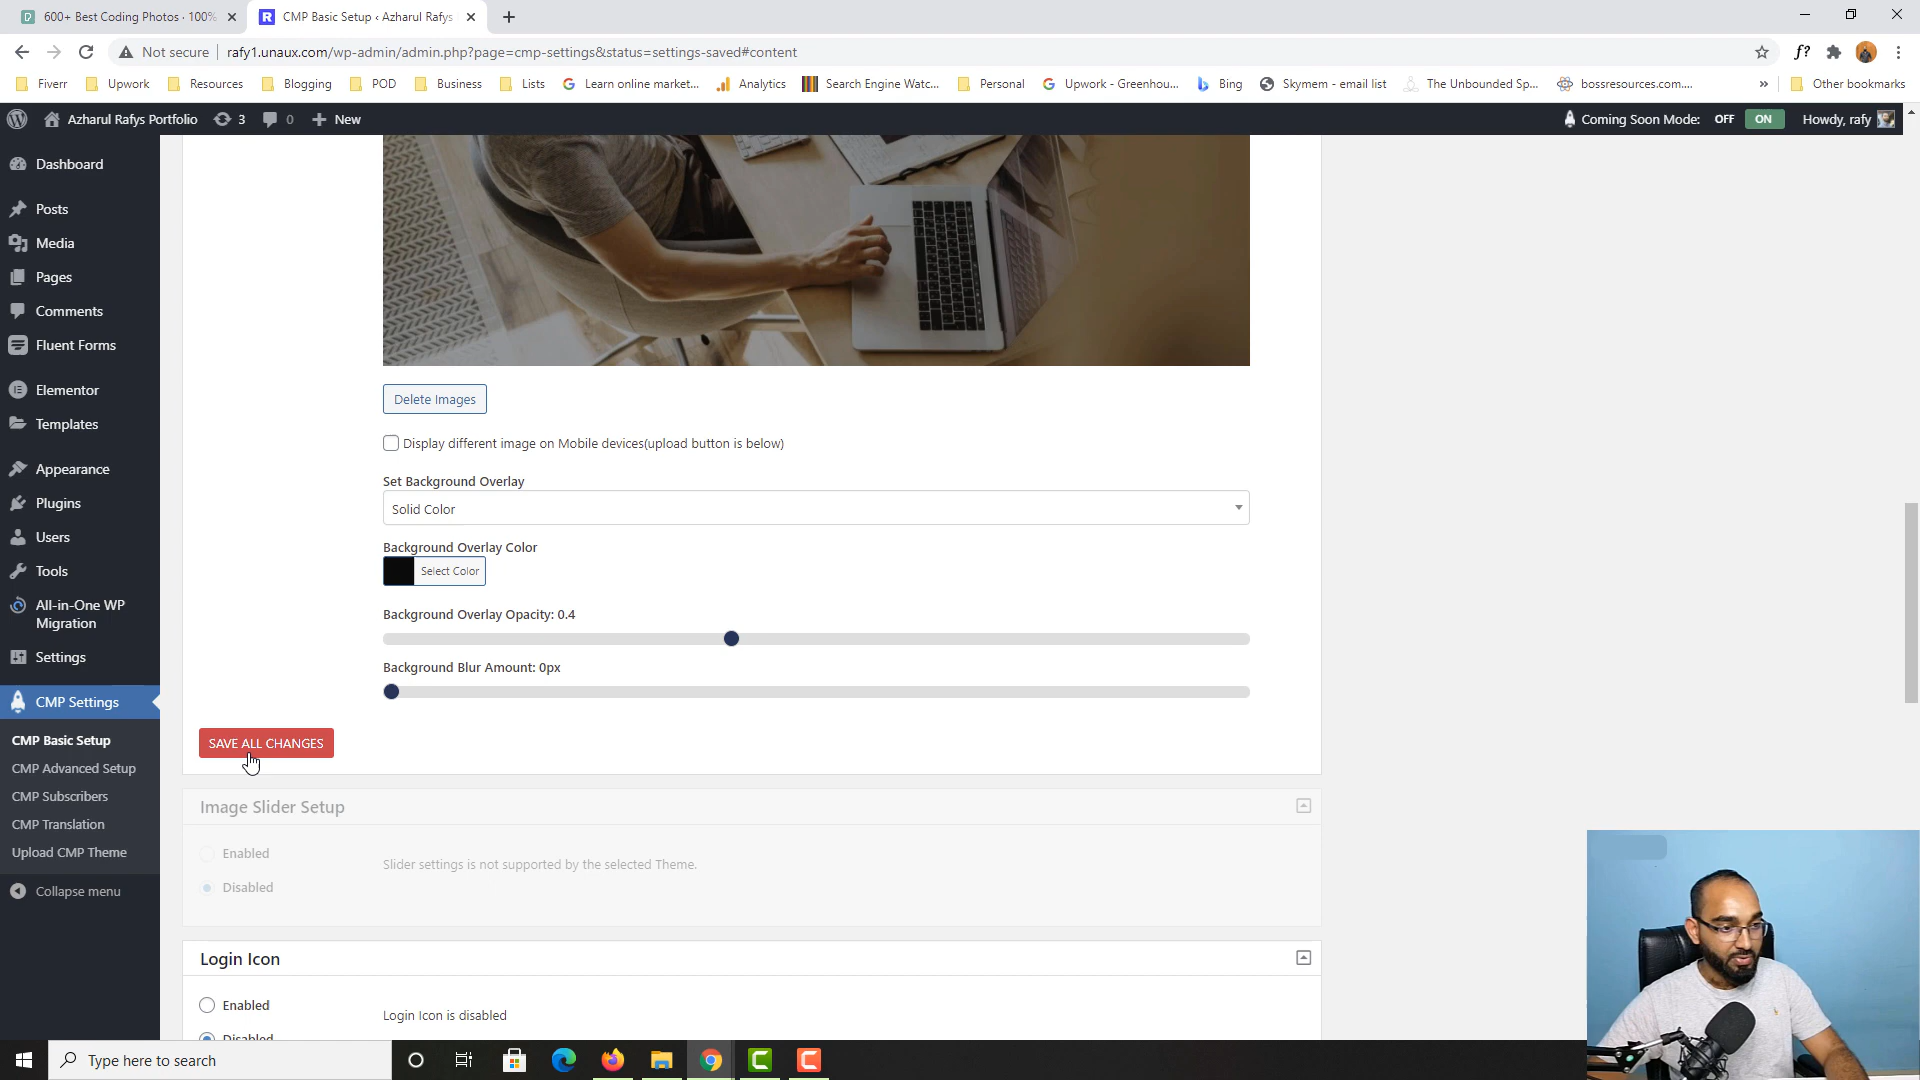 600+ Best Coding Photos · 100%
CMP Basic Setup ‹ Azharul Rafys
Not secure
rafy1.unaux.com/wp-admin/admin.php?page=cmp-settings&status=settings-saved#content
f?
Fiverr
Upwork
Resources
Blogging
POD
Business
Lists
Learn online market...
Analytics
Search Engine Watc...
Personal
Upwork - Greenhou...
Bing
Skymem - email list
The Unbounded Sp...
bossresources.com....
»
Other bookmarks
Azharul Rafys Portfolio
3
0
New
Coming Soon Mode:
OFF
ON
Howdy, rafy
Dashboard
Posts
Media
Pages
Comments
Fluent Forms
Elementor
Templates
Appearance
Plugins
Users
Tools
All-in-One WP
Migration
Settings
CMP Settings
CMP Basic Setup
CMP Advanced Setup
CMP Subscribers
CMP Translation
Upload CMP Theme
Collapse menu
Delete Images
Display different image on Mobile devices(upload button is below)
Set Background Overlay
Solid Color
Background Overlay Color
Select Color
Background Overlay Opacity: 0.4
Background Blur Amount: 0px
SAVE ALL CHANGES
Image Slider Setup
Enabled
Slider settings is not supported by the selected Theme.
Disabled
Login Icon
Enabled
Login Icon is disabled
Disabled
Type here to search